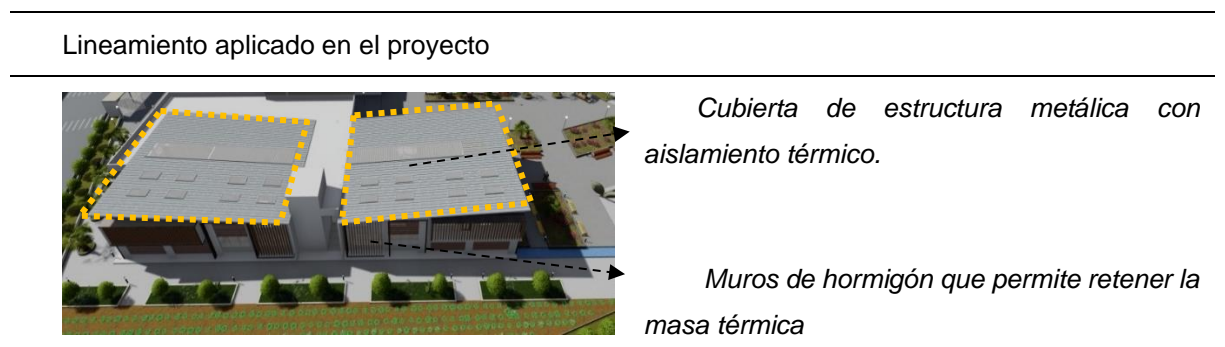 Lineamiento aplicado en el proyecto
Cubierta de estructura metálica con
aislamiento térmico.
Muros de hormigón que permite retener la
masa térmica